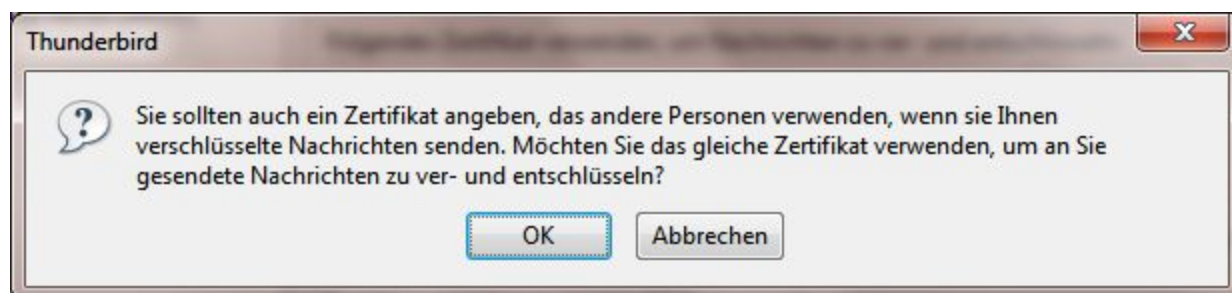 Thunderbird
Sie sollten auch ein Zertifikat angeben, das andere Personen verwenden, wenn sie Ihnen
verschlüsselte Nachrichten senden. Möchten Sie das gleiche Zertifikat verwenden, um an Sie
gesendete Nachrichten zu ver- und entschlüsseln?
OK
Abbrechen